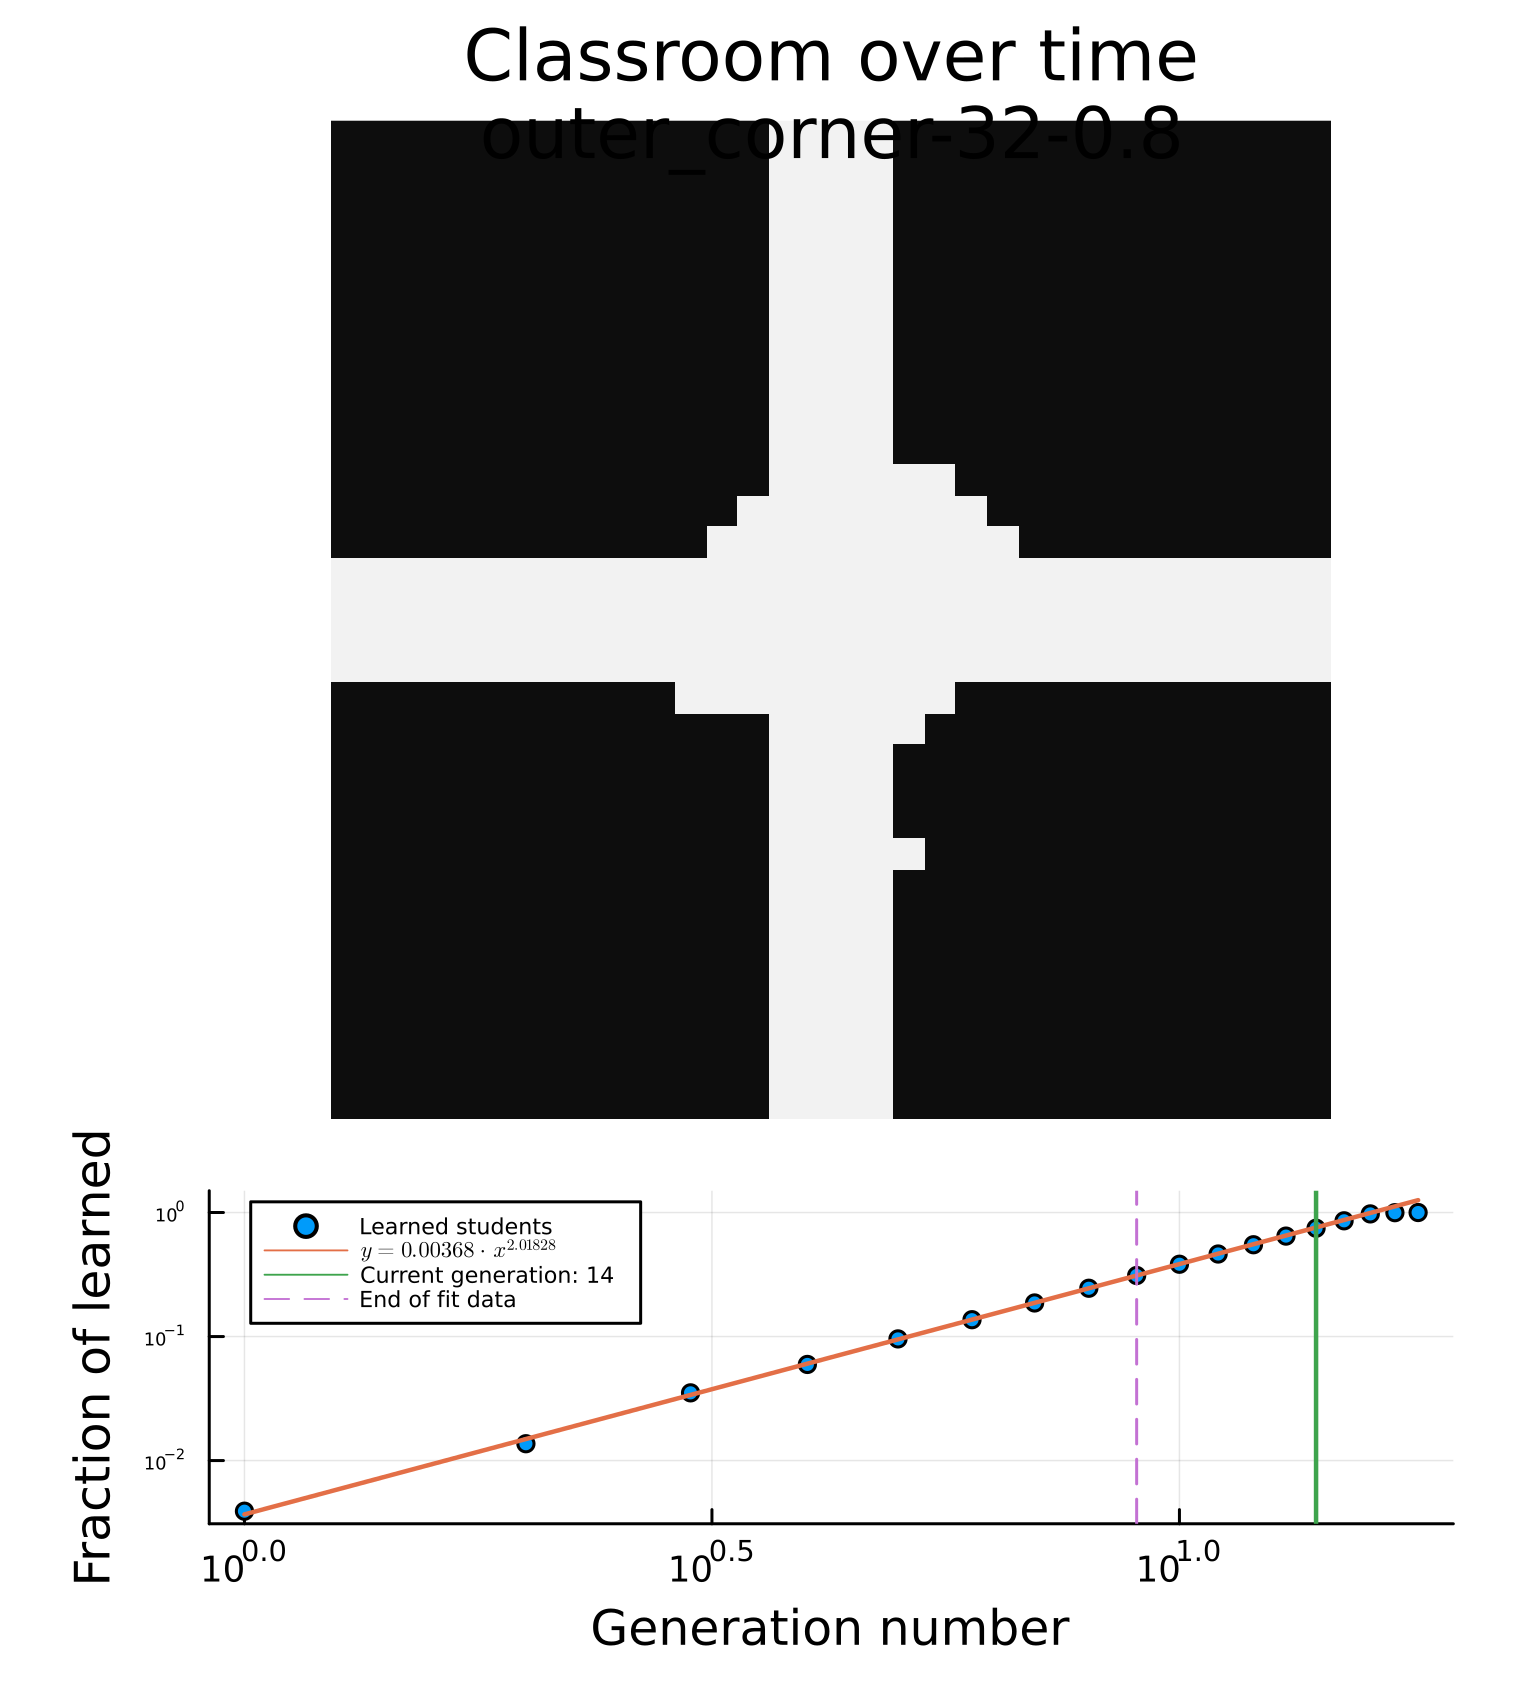 Classroom over time
outer_corner-32-0.8
Fraction of learned
10⁰
10⁻¹
10⁻²
Learned students
y = 0.00368 · x^2.01828
Current generation: 14
End of fit data
10^0.0
10^0.5
10^1.0
Generation number